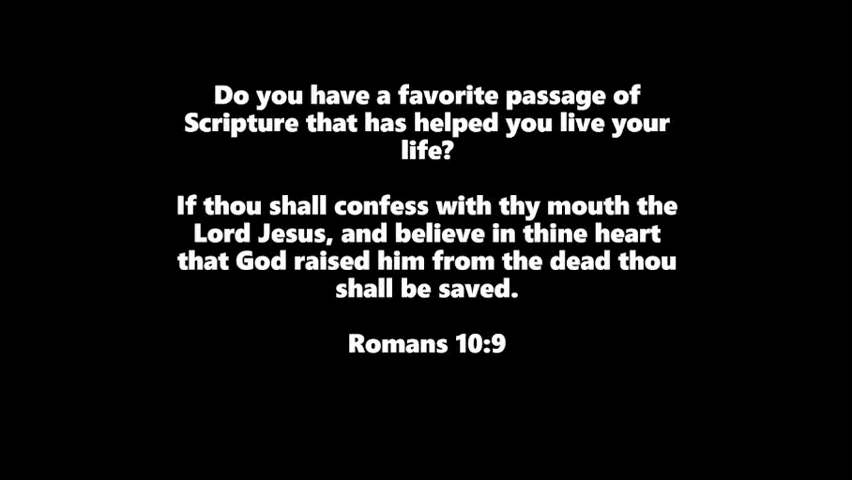 Do you have a favorite passage of
Scripture that has helped you live your
life?
If thou shall confess with thy mouth the
Lord Jesus, and believe in thine heart
that God raised him from the dead thou
shall be saved.
Romans 10:9